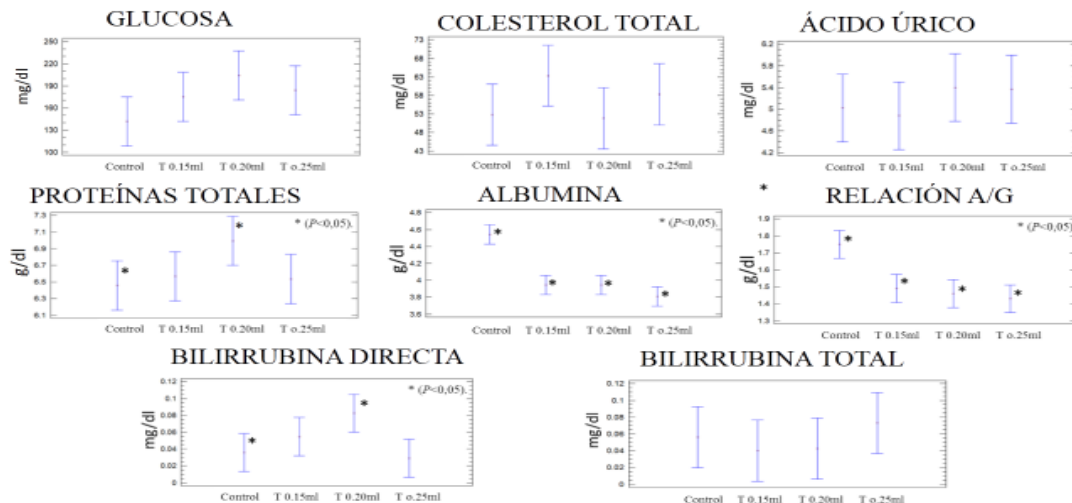 GLUCOSA
mg/dl
250
220
190
160
130
100
Control T 0.15ml T 0.20ml T o.25ml
COLESTEROL TOTAL
mg/dl
73
68
63
58
53
48
43
Control T 0.15ml T 0.20ml T o.25ml
ÁCIDO ÚRICO
mg/dl
6.2
5.8
5.4
5
4.6
4.2
Control T 0.15ml T 0.20ml T o.25ml
PROTEÍNAS TOTALES
* (P<0,05).
g/dl
7.3
7.1
6.9
6.7
6.5
6.3
6.1
* *
Control T 0.15ml T 0.20ml T o.25ml
ALBUMINA
* (P<0,05).
g/dl
4.8
4.6
4.4
4.2
4
3.8
3.6
* * * *
Control T 0.15ml T 0.20ml T o.25ml
* RELACIÓN A/G
* (P<0,05)
g/dl
1.9
1.8
1.7
1.6
1.5
1.4
1.3
* * * *
Control T 0.15ml T 0.20ml T o.25ml
BILIRRUBINA DIRECTA
* (P<0,05).
mg/dl
0.12
0.1
0.08
0.06
0.04
0.02
0
* *
Control T 0.15ml T 0.20ml T o.25ml
BILIRRUBINA TOTAL
mg/dl
0.12
0.1
0.08
0.06
0.04
0.02
0
Control T 0.15ml T 0.20ml T o.25ml